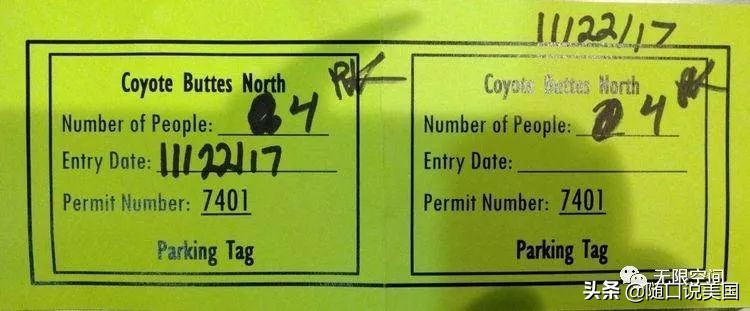 11/22/17
Coyote Buttes North
Number of People: 4
Entry Date: 11/22/17
Permit Number: 7401
Parking Tag
Coyote Buttes North
Number of People: 4
Entry Date:
Permit Number: 7401
Parking Tag
无限空间
头条 @随口说美国